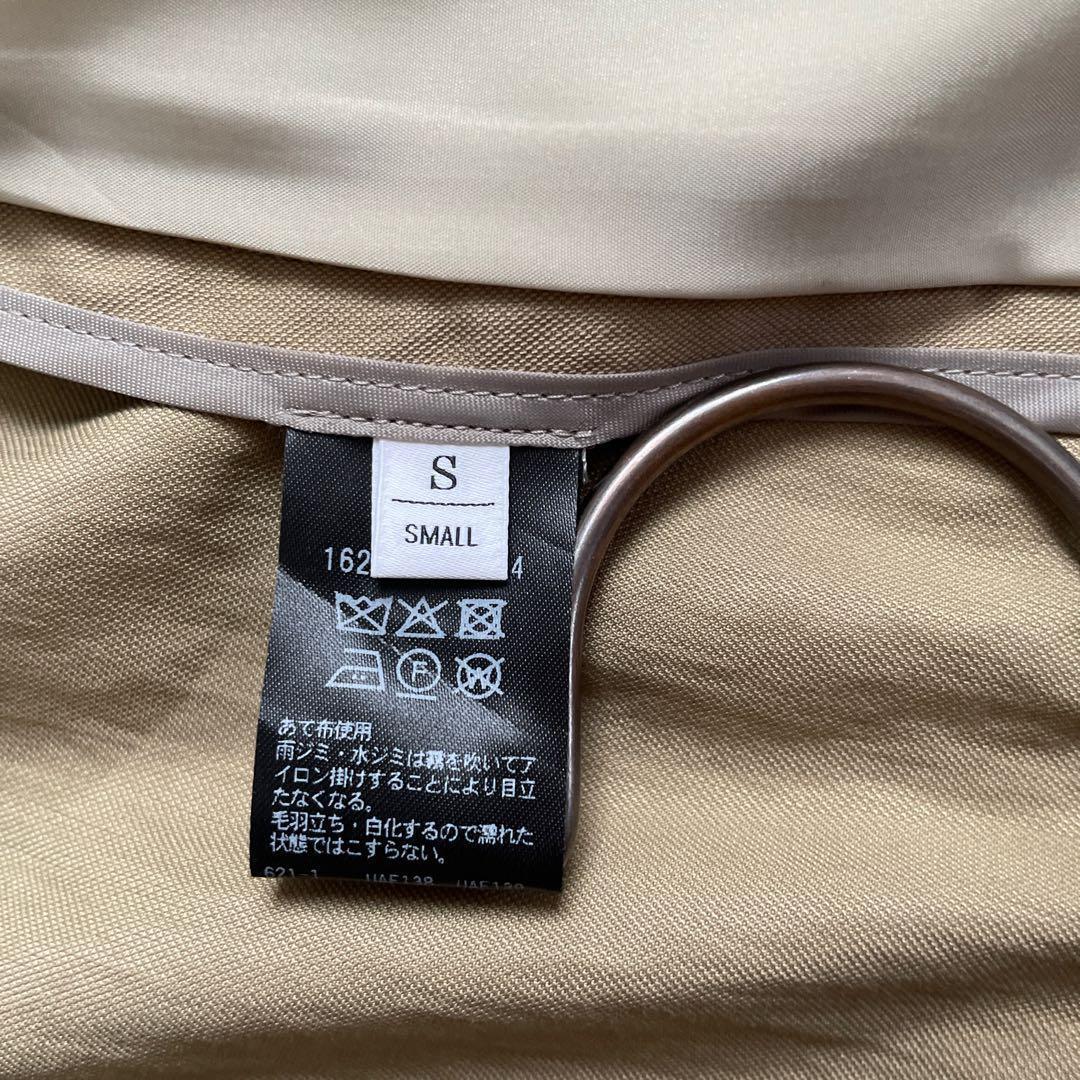 S
SMALL
162 4
F
W
あて布使用
雨ジミ・水ジミは霧を吹いてア
イロン掛けすることにより目立
たなくなる。
毛羽立ち・白化するので濡れた
状態ではこすらない。
621-1 UAF138